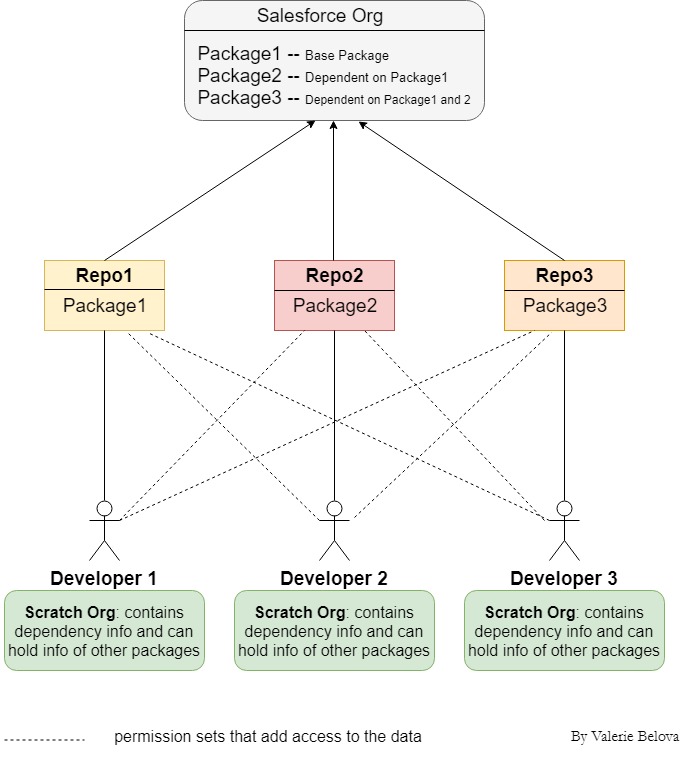 Salesforce Org
Package1 -- Base Package
Package2 -- Dependent on Package1
Package3 -- Dependent on Package1 and 2
Repo1
Package1
Repo2
Package2
Repo3
Package3
Developer 1
Scratch Org: contains
dependency info and can
hold info of other packages
Developer 2
Scratch Org: contains
dependency info and can
hold info of other packages
Developer 3
Scratch Org: contains
dependency info and can
hold info of other packages
permission sets that add access to the data
By Valerie Belova